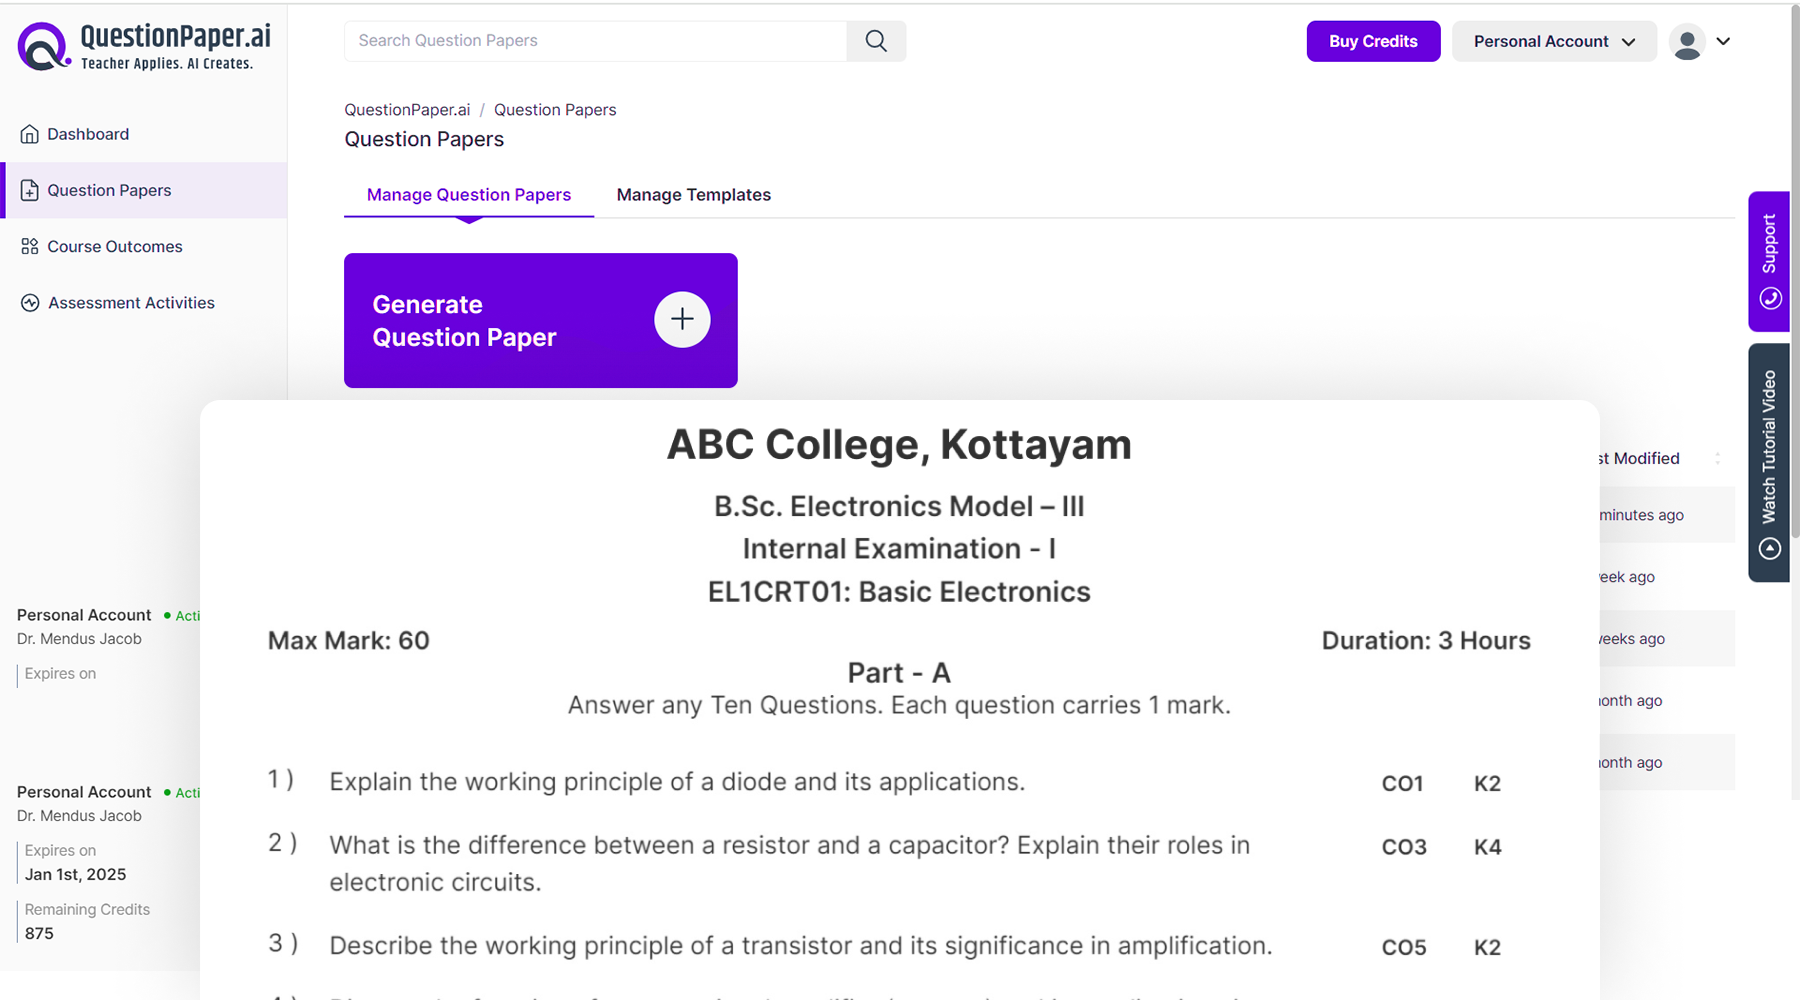 QuestionPaper.ai
Teacher Applies. AI Creates.
Search Question Papers
Buy Credits
Personal Account
Dashboard
Question Papers
Course Outcomes
Assessment Activities
QuestionPaper.ai / Question Papers
Question Papers
Manage Question Papers
Manage Templates
Generate
Question Paper
Support
Watch Tutorial Video
st Modified
minutes ago
eek ago
weeks ago
onth ago
onth ago
Personal Account
Acti
Dr. Mendus Jacob
Expires on
Personal Account
Acti
Dr. Mendus Jacob
Expires on
Jan 1st, 2025
Remaining Credits
875
ABC College, Kottayam
B.Sc. Electronics Model – III
Internal Examination - I
EL1CRT01: Basic Electronics
Max Mark: 60
Duration: 3 Hours
Part - A
Answer any Ten Questions. Each question carries 1 mark.
1 ) Explain the working principle of a diode and its applications. CO1 K2
2 ) What is the difference between a resistor and a capacitor? Explain their roles in CO3 K4
electronic circuits.
3 ) Describe the working principle of a transistor and its significance in amplification. CO5 K2